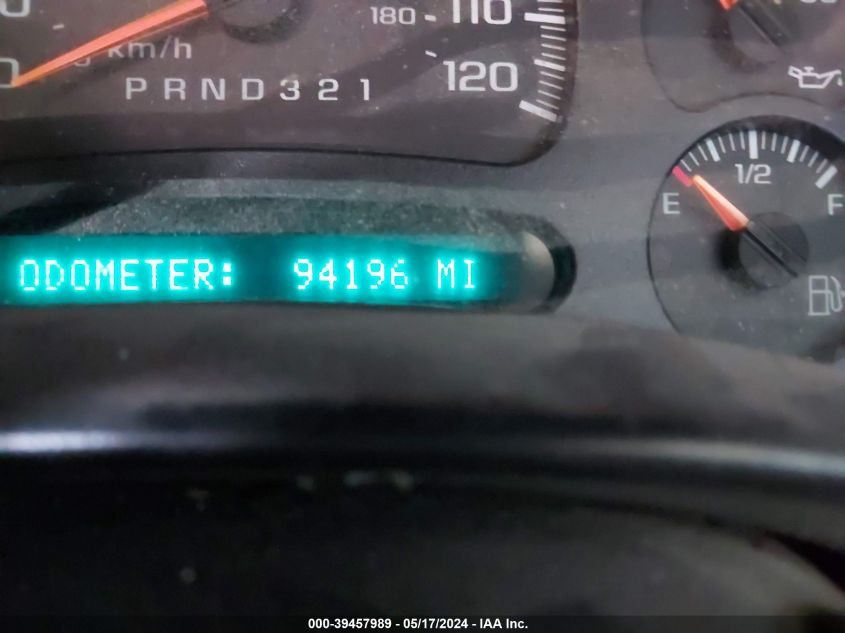 180 110
km/h
120
PRND321
1/2
E F
ODOMETER: 94196 MI
000-39457989 - 05/17/2024 - IAA Inc.